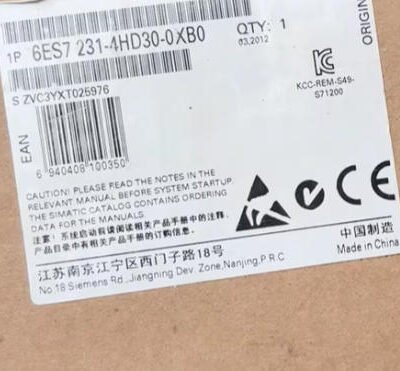 1P 6ES7 231-4HD30-0XB0
QTY: 1
03.2012
ORIGIN
S ZVC3YXT025976
KCC-REM-S49-
S71200
EAN
6 940408 100350
CAUTION! PLEASE READ THE NOTES IN THE
RELEVANT MANUAL BEFORE SYSTEM STARTUP.
THE SIMATIC CATALOG CONTAINS ORDERING
DATA FOR THE MANUALS
注意: 系统启动前请阅读相关产品手册中的注释,
产品目录中有相关产品手册的订购信息.
CE
江苏南京江宁区西门子路18号
No.18 Siemens Rd.,Jiangning Dev. Zone,Nanjing,P.R.C
中国制造
Made in China